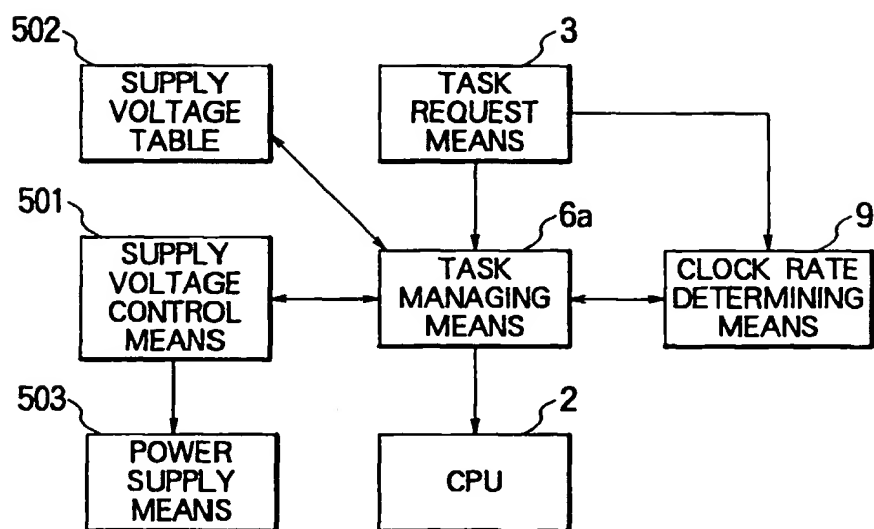 502
SUPPLY
VOLTAGE
TABLE
3
TASK
REQUEST
MEANS
501
SUPPLY
VOLTAGE
CONTROL
MEANS
6a
TASK
MANAGING
MEANS
9
CLOCK RATE
DETERMINING
MEANS
503
POWER
SUPPLY
MEANS
2
CPU